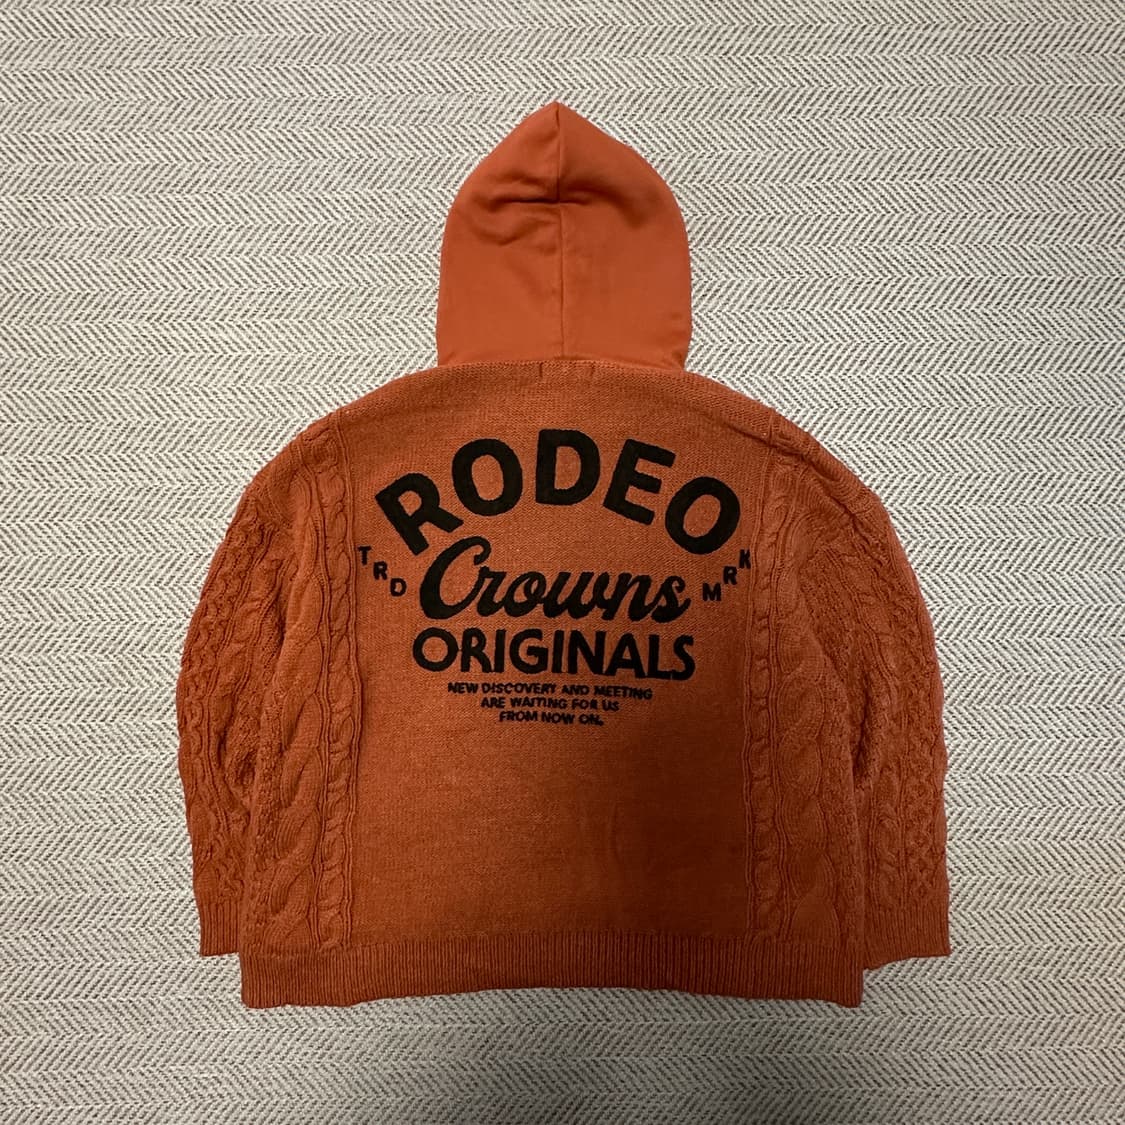 RODEO
TRD Crowns MRK
ORIGINALS
NEW DISCOVERY AND MEETING
ARE WAITING FOR US
FROM NOW ON.